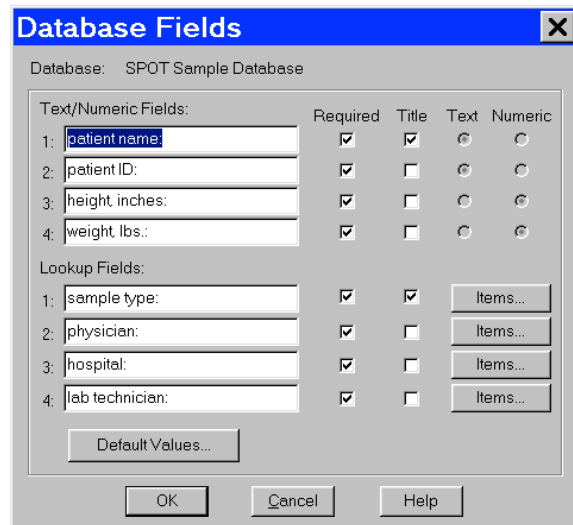 Database Fields
Database: SPOT Sample Database
Text/Numeric Fields: Required Title Text Numeric
1: patient name:
2: patient ID:
3: height, inches:
4: weight, lbs.:
Lookup Fields:
1: sample type: Items...
2: physician: Items...
3: hospital: Items...
4: lab technician: Items...
Default Values...
OK Cancel Help